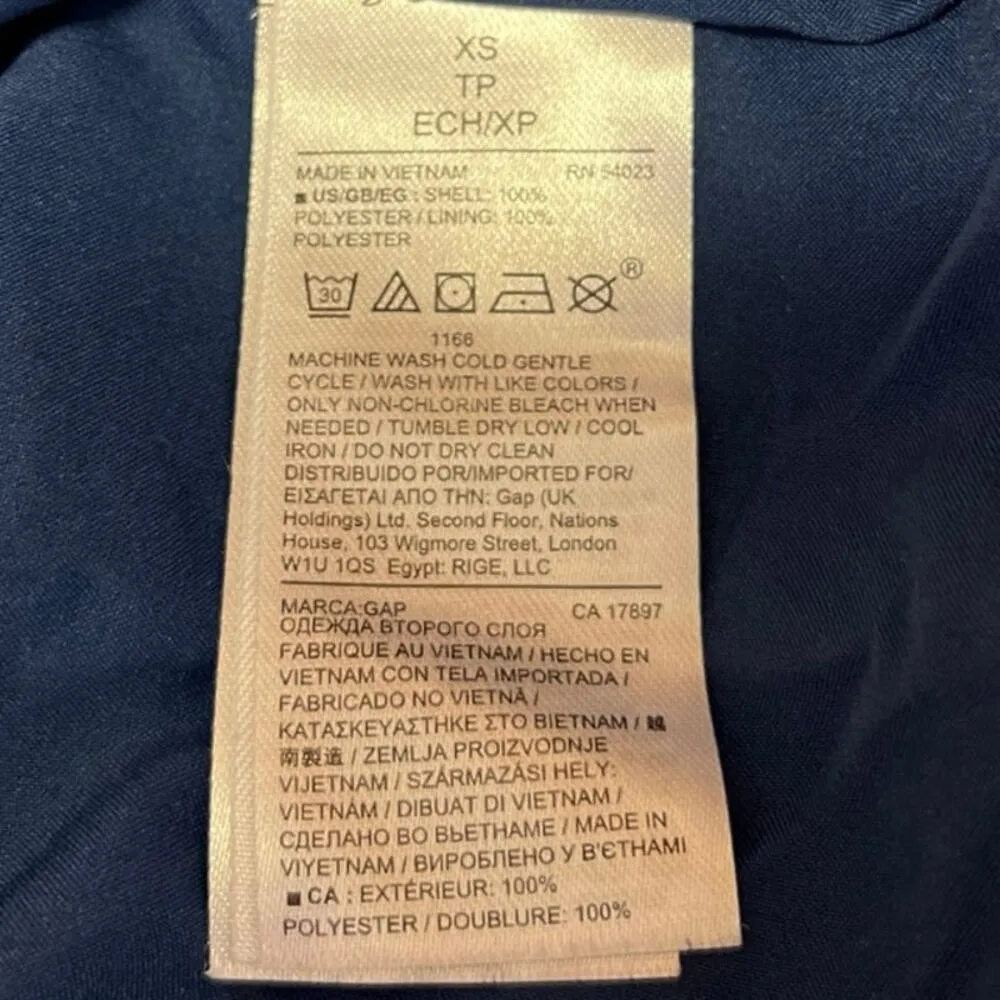 XS
TP
ECH/XP
MADE IN VIETNAM RN 54023
US/GB/EG : SHELL: 100%
POLYESTER / LINING: 100%
POLYESTER
30 ®
1166
MACHINE WASH COLD GENTLE
CYCLE / WASH WITH LIKE COLORS /
ONLY NON-CHLORINE BLEACH WHEN
NEEDED / TUMBLE DRY LOW / COOL
IRON / DO NOT DRY CLEAN
DISTRIBUIDO POR/IMPORTED FOR/
ΕΙΣΑΓΕΤΑΙ ΑΠΟ ΤΗΝ: Gap (UK
Holdings) Ltd. Second Floor, Nations
House, 103 Wigmore Street, London
W1U 1QS Egypt: RIGE, LLC
MARCA:GAP CA 17897
ОДЕЖДА ВТОРОГО СЛОЯ
FABRIQUE AU VIETNAM / HECHO EN
VIETNAM CON TELA IMPORTADA /
FABRICADO NO VIETNÃ /
ΚΑΤΑΣΚΕΥΑΣΤΗΚΕ ΣΤΟ ΒΙΕΤΝΑΜ / 越
南製造 / ZEMLJA PROIZVODNJE
VIJETNAM / SZÁRMAZÁSI HELY:
VIETNÁM / DIBUAT DI VIETNAM /
СДЕЛАНО ВО ВЬЕТНАМЕ / MADE IN
VIYETNAM / ВИРОБЛЕНО У В'ЄТНАМІ
CA : EXTÉRIEUR: 100%
POLYESTER / DOUBLURE: 100%